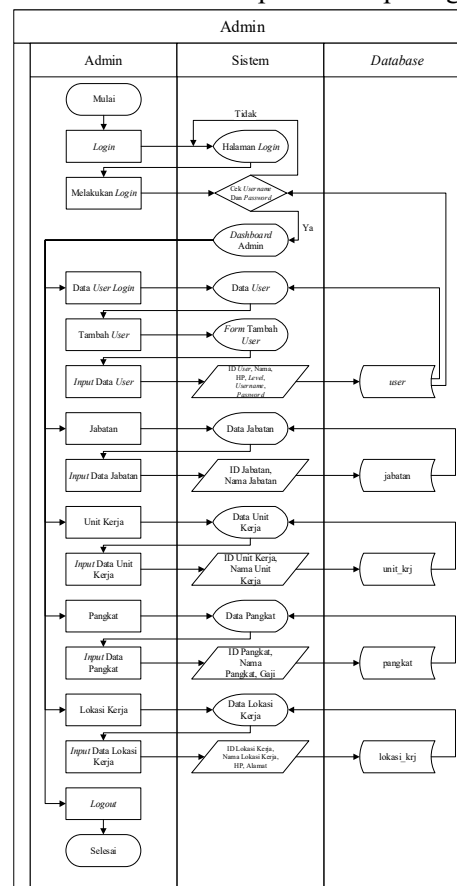 Admin
Admin
Sistem
Database
Mulai
Tidak
Login
Halaman Login
Melakukan Login
Cek Username
Dan Password
Ya
Dashboard
Admin
Data User Login
Data User
Tambah User
Form Tambah
User
Input Data User
ID User, Nama,
HP, Level,
Username,
Password
user
Jabatan
Data Jabatan
Input Data Jabatan
ID Jabatan,
Nama Jabatan
jabatan
Unit Kerja
Data Unit
Kerja
Input Data Unit
Kerja
ID Unit Kerja,
Nama Unit
Kerja
unit_krj
Pangkat
Data Pangkat
Input Data
Pangkat
ID Pangkat,
Nama
Pangkat, Gaji
pangkat
Lokasi Kerja
Data Lokasi
Kerja
Input Data Lokasi
Kerja
ID Lokasi Kerja,
Nama Lokasi Kerja,
HP, Alamat
lokasi_krj
Logout
Selesai